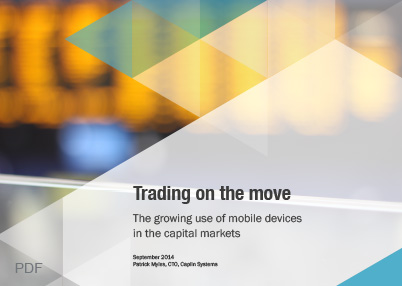 Trading on the move
The growing use of mobile devices
in the capital markets
September 2014
Patrick Myles, CTO, Caplin Systems
PDF